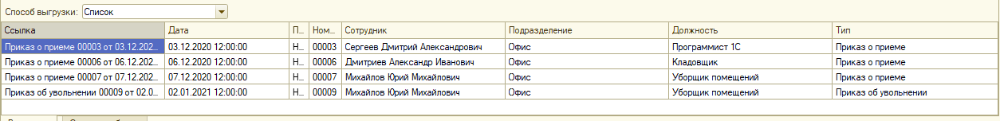 Способ выгрузки: Список
Ссылка Дата П... Ном... Сотрудник Подразделение Должность Тип
Приказ о приеме 00003 от 03.12.202... 03.12.2020 12:00:00 Н... 00003 Сергеев Дмитрий Александрович Офис Программист 1С Приказ о приеме
Приказ о приеме 00006 от 06.12.202... 06.12.2020 12:00:00 Н... 00006 Дмитриев Александр Иванович Офис Кладовщик Приказ о приеме
Приказ о приеме 00007 от 07.12.202... 07.12.2020 12:00:00 Н... 00007 Михайлов Юрий Михайлович Офис Уборщик помещений Приказ о приеме
Приказ об увольнении 00009 от 02.0... 02.01.2021 12:00:00 Н... 00009 Михайлов Юрий Михайлович Офис Уборщик помещений Приказ об увольнении